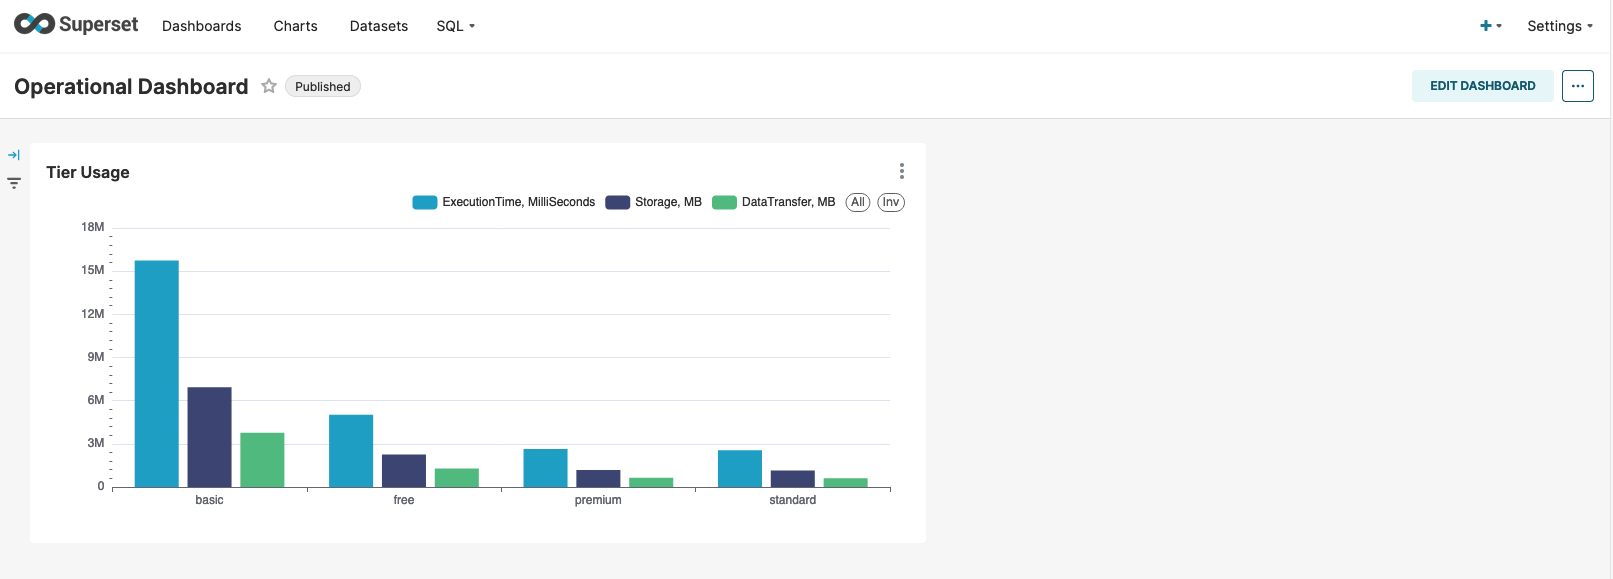 Superset Dashboards Charts Datasets SQL Settings
Operational Dashboard Published EDIT DASHBOARD
Tier Usage
ExecutionTime, MilliSeconds Storage, MB DataTransfer, MB All Inv
18M
15M
12M
9M
6M
3M
0
basic free premium standard